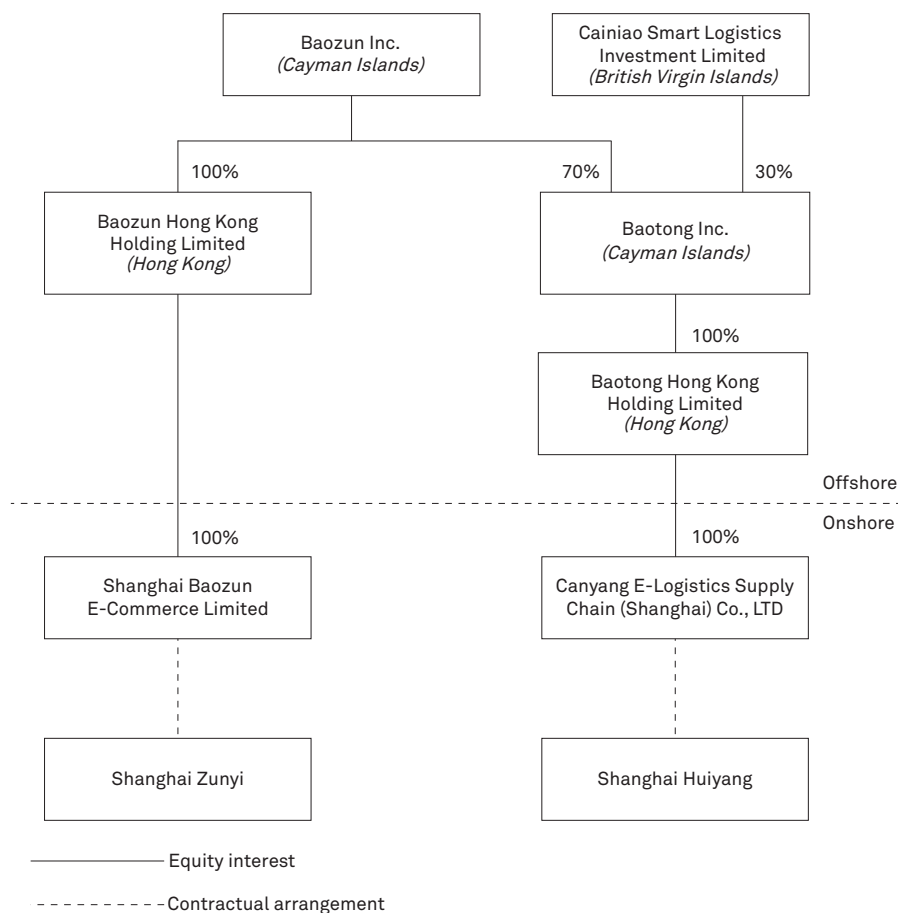 Baozun Inc.
(Cayman Islands)
Cainiao Smart Logistics
Investment Limited
(British Virgin Islands)
100%
70%
30%
Baozun Hong Kong
Holding Limited
(Hong Kong)
Baotong Inc.
(Cayman Islands)
100%
Baotong Hong Kong
Holding Limited
(Hong Kong)
Offshore
Onshore
100%
100%
Shanghai Baozun
E-Commerce Limited
Canyang E-Logistics Supply
Chain (Shanghai) Co., LTD
Shanghai Zunyi
Shanghai Huiyang
Equity interest
Contractual arrangement